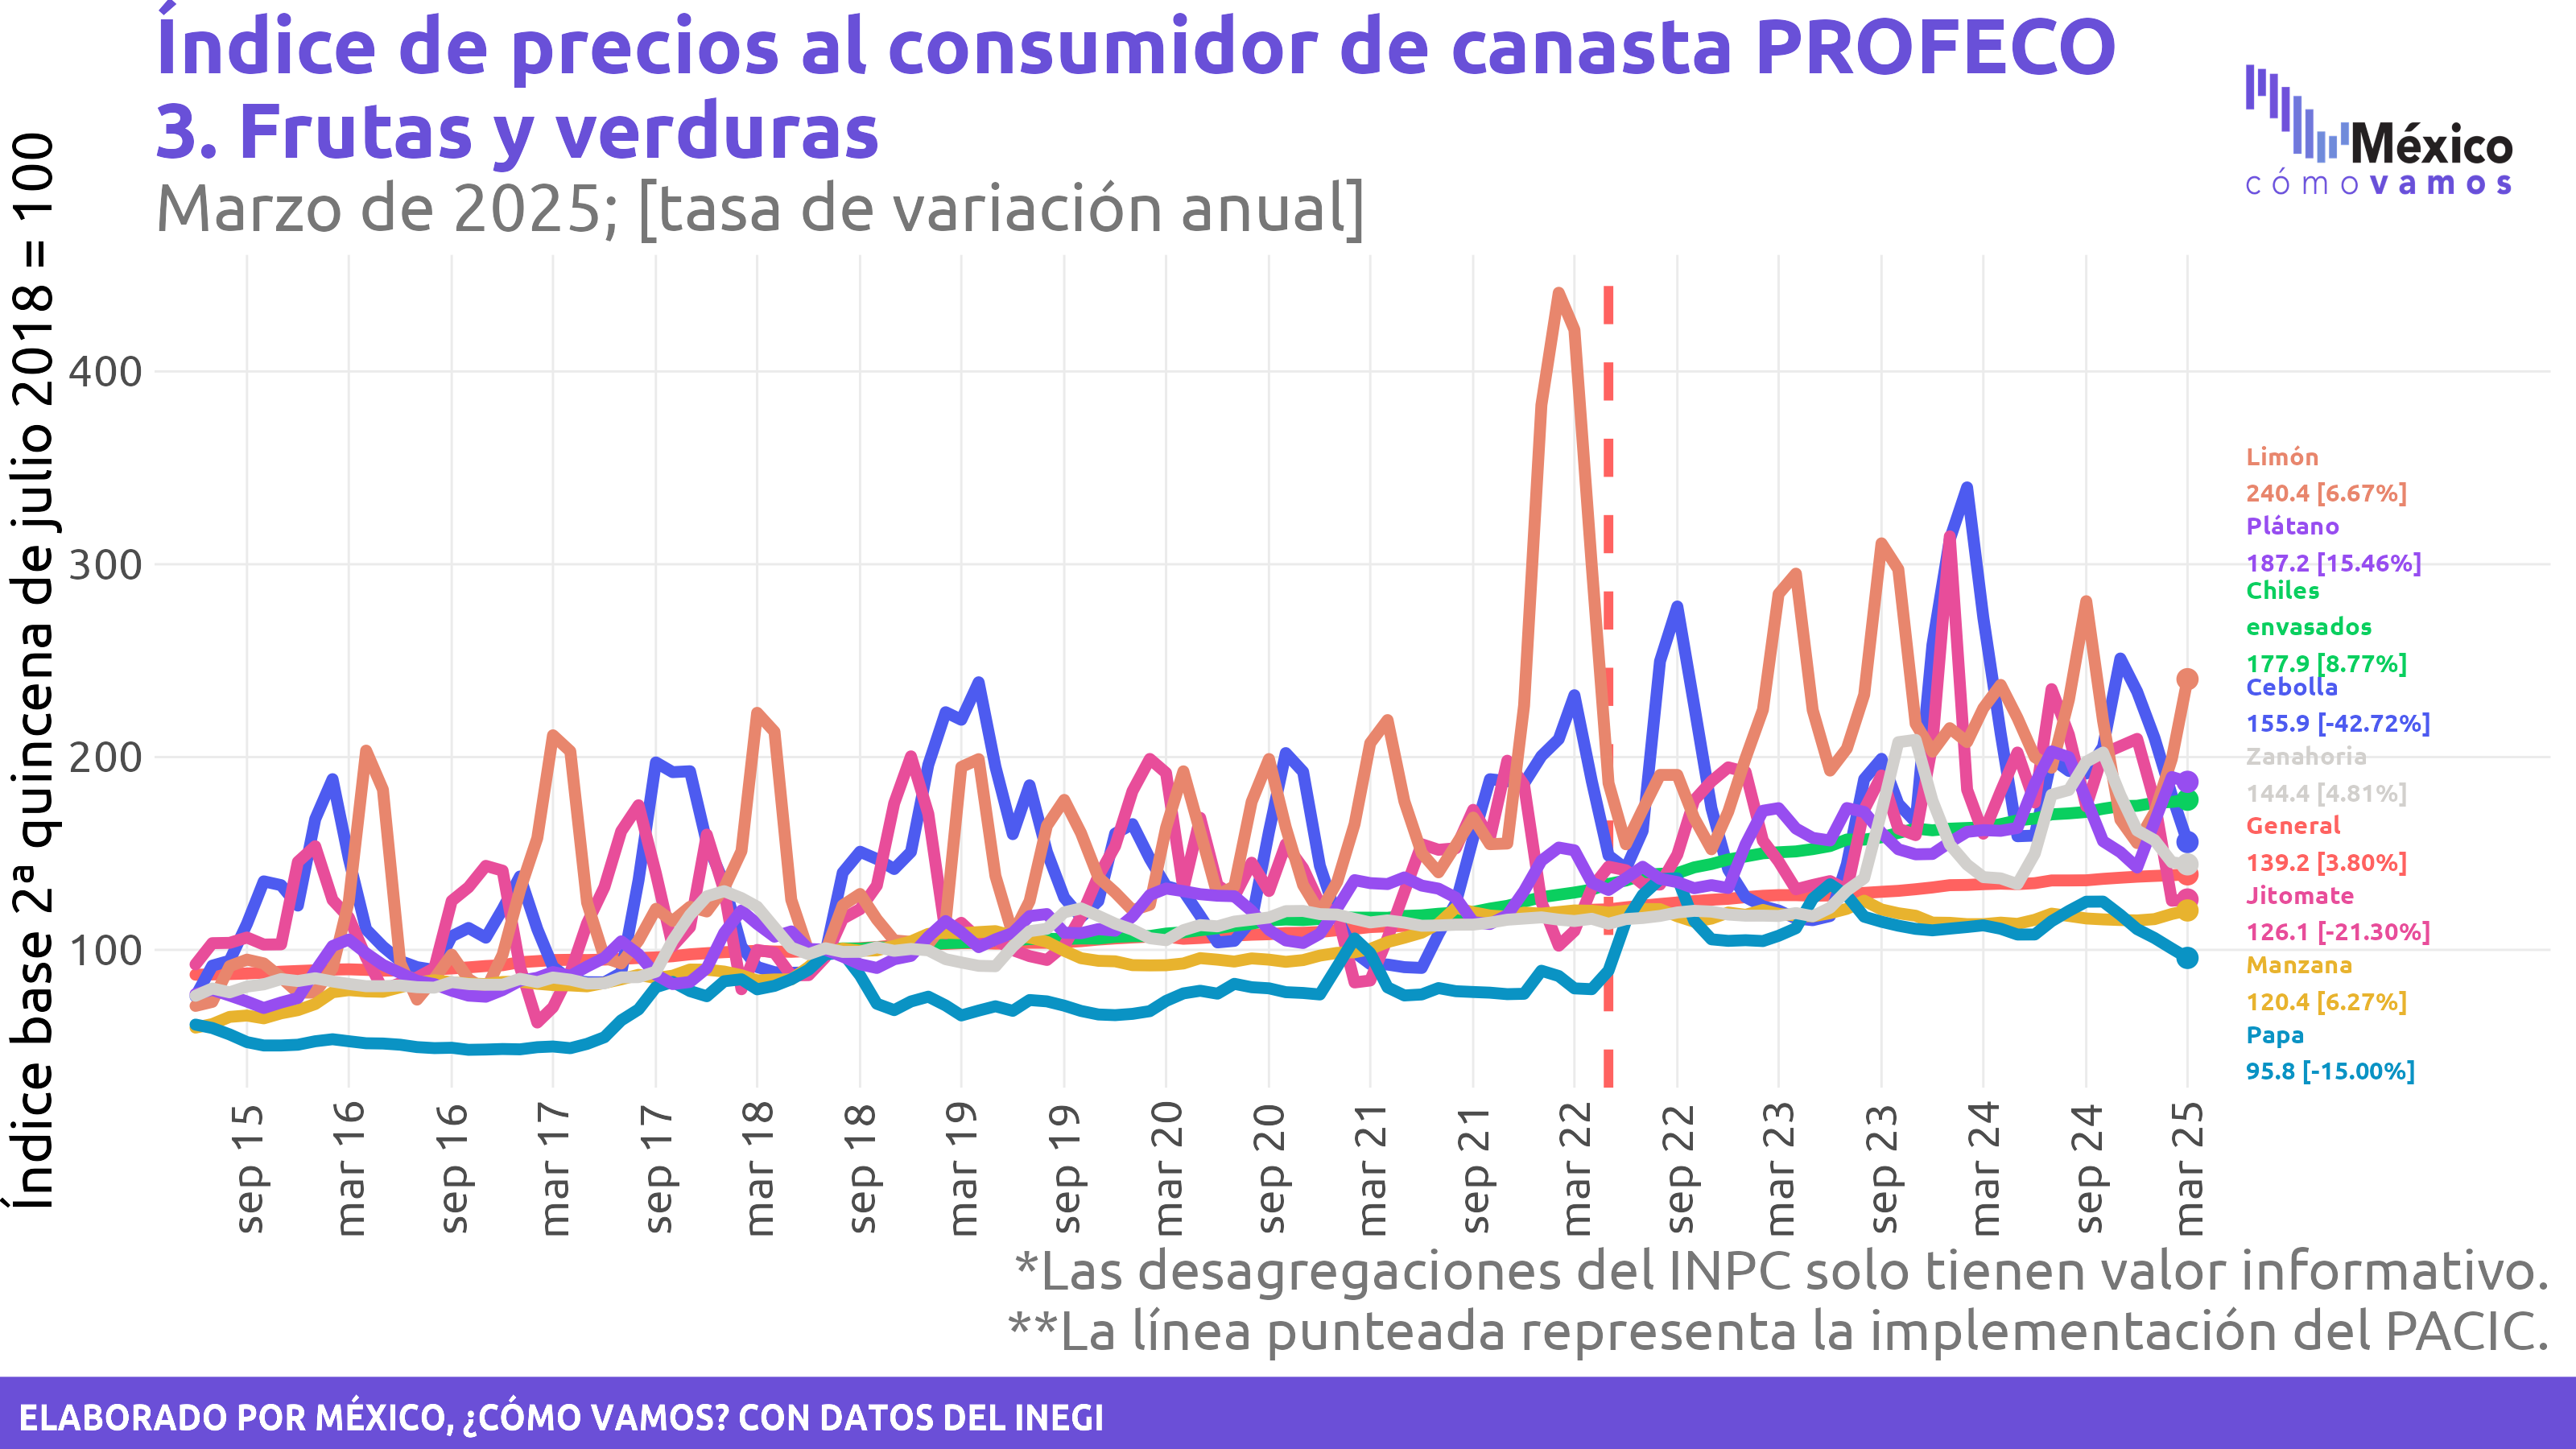 Índice de precios al consumidor de canasta PROFECO
3. Frutas y verduras
Marzo de 2025; [tasa de variación anual]
México
cómo vamos
Índice base 2ª quincena de julio 2018 = 100
400
300
200
100
Limón
240.4 [6.67%]
Plátano
187.2 [15.46%]
Chiles
envasados
177.9 [8.77%]
Cebolla
155.9 [-42.72%]
Zanahoria
144.4 [4.81%]
General
139.2 [3.80%]
Jitomate
126.1 [-21.30%]
Manzana
120.4 [6.27%]
Papa
95.8 [-15.00%]
sep 15
mar 16
sep 16
mar 17
sep 17
mar 18
sep 18
mar 19
sep 19
mar 20
sep 20
mar 21
sep 21
mar 22
sep 22
mar 23
sep 23
mar 24
sep 24
mar 25
*Las desagregaciones del INPC solo tienen valor informativo.
**La línea punteada representa la implementación del PACIC.
ELABORADO POR MÉXICO, ¿CÓMO VAMOS? CON DATOS DEL INEGI